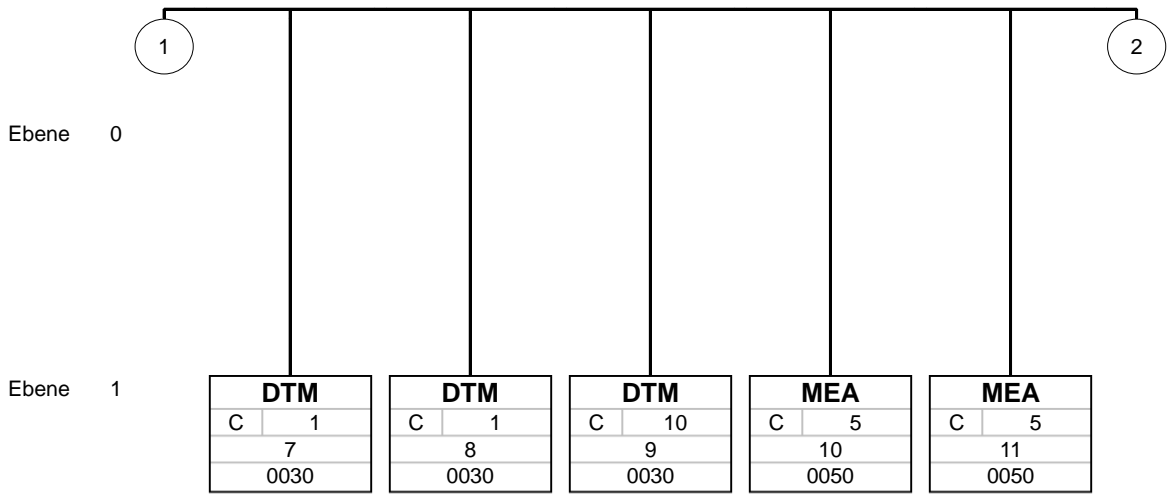 1 2
Ebene 0
Ebene 1
DTM DTM DTM MEA MEA
C 1 C 1 C 10 C 5 C 5
7 8 9 10 11
0030 0030 0030 0050 0050